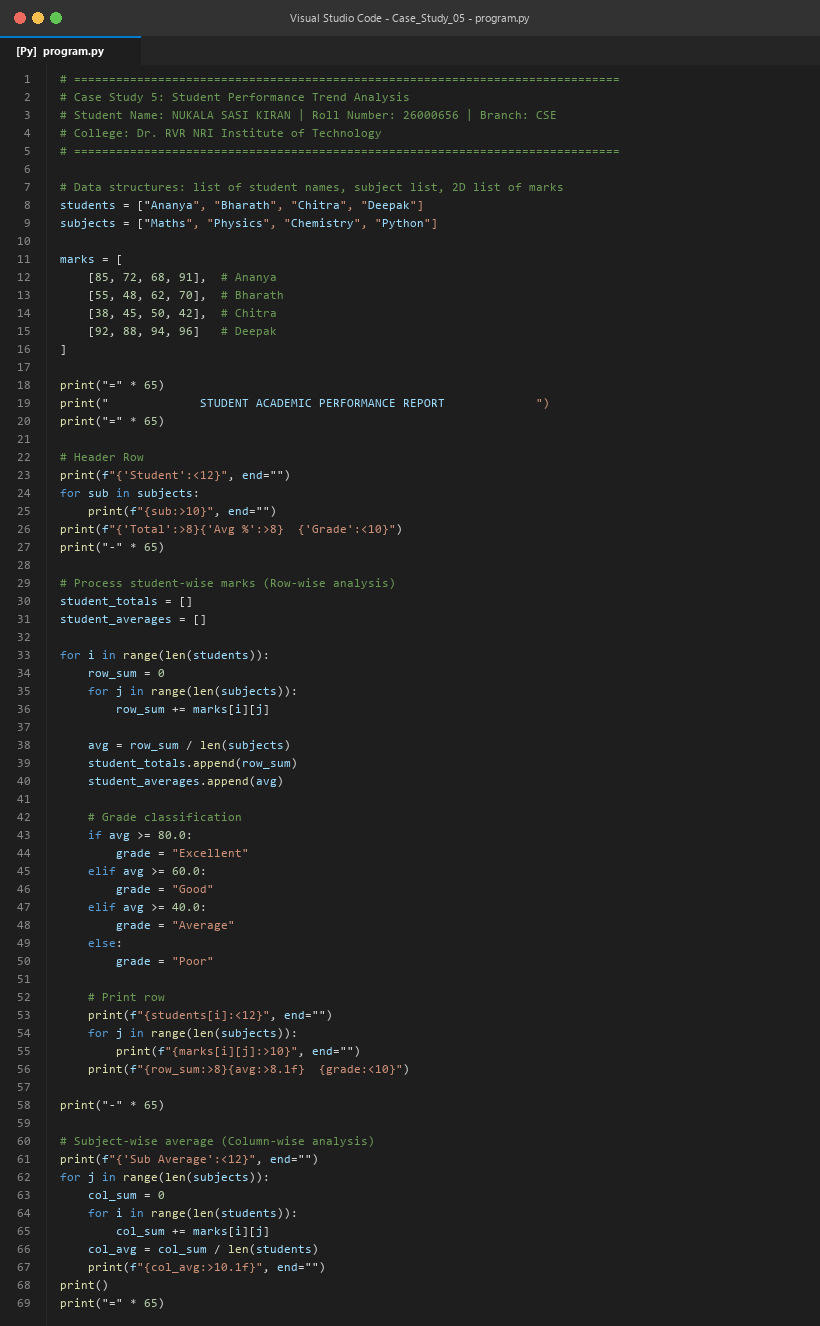 Visual Studio Code - Case_Study_05 - program.py
[Py] program.py
1 # ==============================================================================
2 # Case Study 5: Student Performance Trend Analysis
3 # Student Name: NUKALA SASI KIRAN | Roll Number: 26000656 | Branch: CSE
4 # College: Dr. RVR NRI Institute of Technology
5 # ==============================================================================
6
7 # Data structures: list of student names, subject list, 2D list of marks
8 students = ["Ananya", "Bharath", "Chitra", "Deepak"]
9 subjects = ["Maths", "Physics", "Chemistry", "Python"]
10
11 marks = [
12     [85, 72, 68, 91],  # Ananya
13     [55, 48, 62, 70],  # Bharath
14     [38, 45, 50, 42],  # Chitra
15     [92, 88, 94, 96]   # Deepak
16 ]
17
18 print("=" * 65)
19 print("             STUDENT ACADEMIC PERFORMANCE REPORT             ")
20 print("=" * 65)
21
22 # Header Row
23 print(f"{'Student':<12}", end="")
24 for sub in subjects:
25     print(f"{sub:>10}", end="")
26 print(f"{'Total':>8}{'Avg %':>8}  {'Grade':<10}")
27 print("-" * 65)
28
29 # Process student-wise marks (Row-wise analysis)
30 student_totals = []
31 student_averages = []
32
33 for i in range(len(students)):
34     row_sum = 0
35     for j in range(len(subjects)):
36         row_sum += marks[i][j]
37
38     avg = row_sum / len(subjects)
39     student_totals.append(row_sum)
40     student_averages.append(avg)
41
42     # Grade classification
43     if avg >= 80.0:
44         grade = "Excellent"
45     elif avg >= 60.0:
46         grade = "Good"
47     elif avg >= 40.0:
48         grade = "Average"
49     else:
50         grade = "Poor"
51
52     # Print row
53     print(f"{students[i]:<12}", end="")
54     for j in range(len(subjects)):
55         print(f"{marks[i][j]:>10}", end="")
56     print(f"{row_sum:>8}{avg:>8.1f}  {grade:<10}")
57
58 print("-" * 65)
59
60 # Subject-wise average (Column-wise analysis)
61 print(f"{'Sub Average':<12}", end="")
62 for j in range(len(subjects)):
63     col_sum = 0
64     for i in range(len(students)):
65         col_sum += marks[i][j]
66     col_avg = col_sum / len(students)
67     print(f"{col_avg:>10.1f}", end="")
68 print()
69 print("=" * 65)